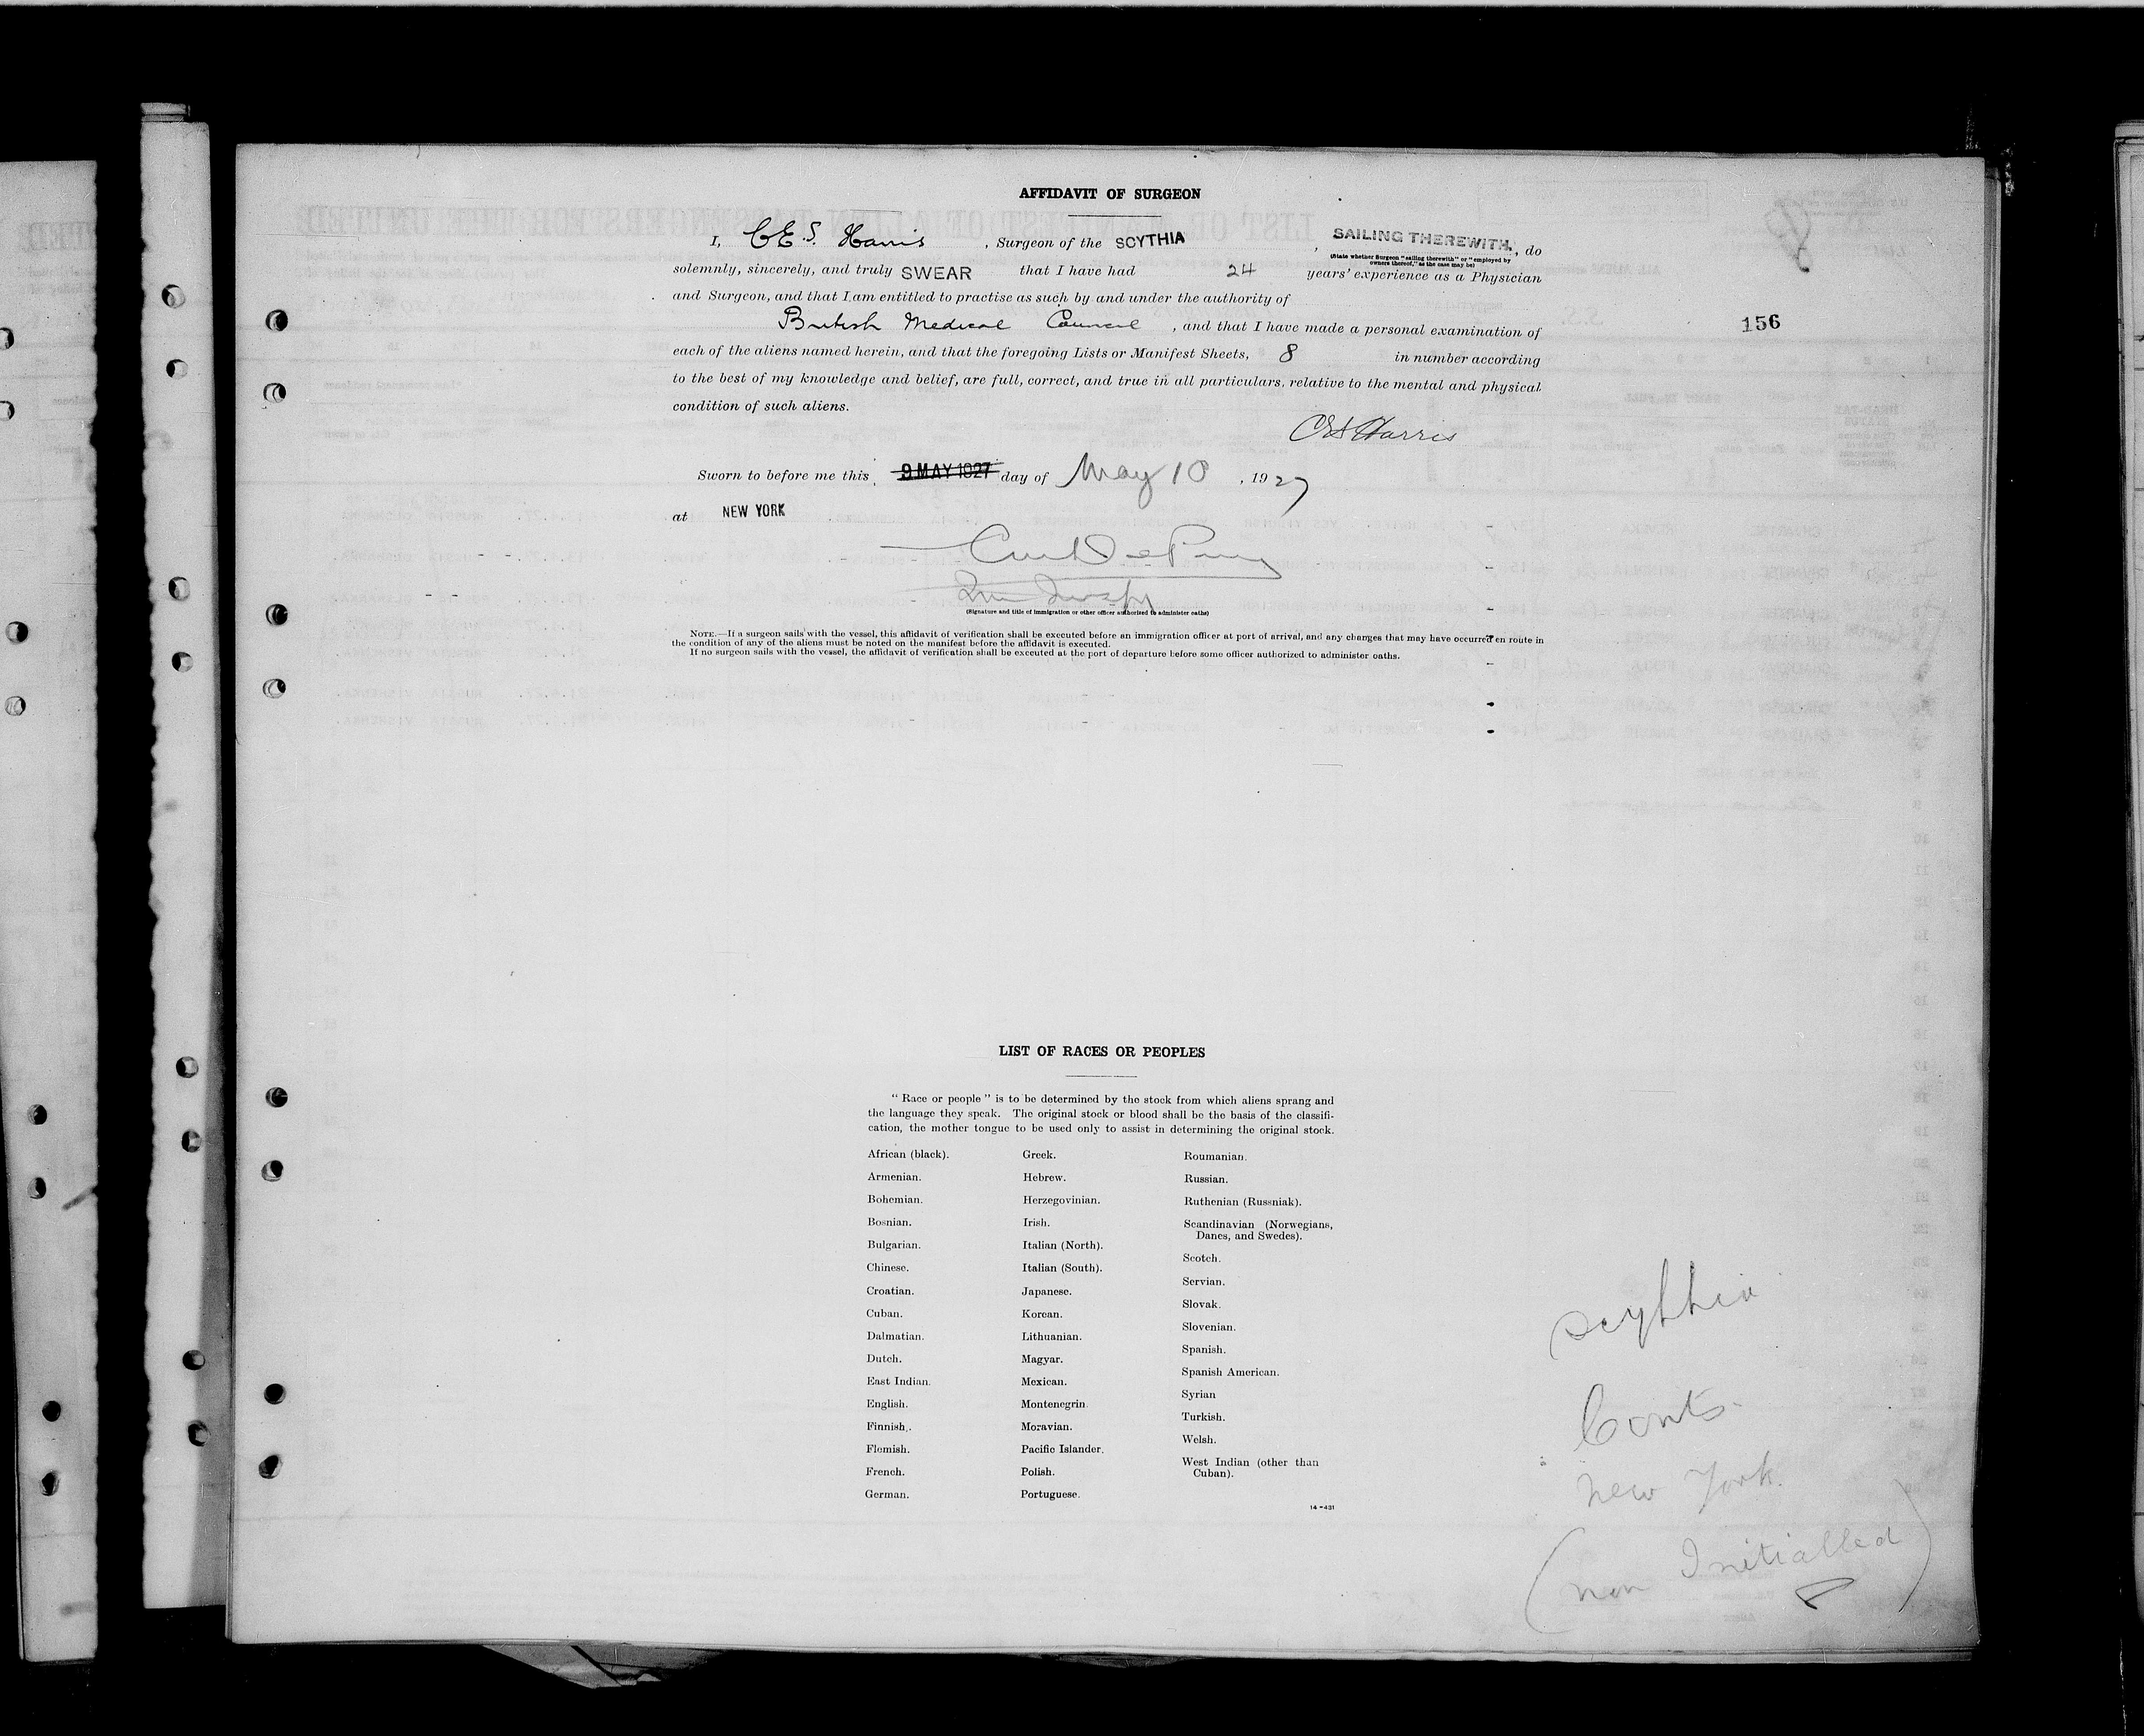 AFFIDAVIT OF SURGEON
I, C E S. Harris, Surgeon of the SCYTHIA, SAILING THEREWITH, do
(State whether Surgeon "sailing therewith" or "employed by
owners thereof," as the case may be)
solemnly, sincerely, and truly SWEAR that I have had 24 years' experience as a Physician
and Surgeon, and that I am entitled to practise as such by and under the authority of
British Medical Council, and that I have made a personal examination of
156
each of the aliens named herein, and that the foregoing Lists or Manifest Sheets, 8 in number according
to the best of my knowledge and belief, are full, correct, and true in all particulars, relative to the mental and physical
condition of such aliens.
C E S Harris
Sworn to before me this 9 MAY 1927 day of May 10, 1927
at NEW YORK
(Signature and title of immigration or other officer authorized to administer oaths)
NOTE.—If a surgeon sails with the vessel, this affidavit of verification shall be executed before an immigration officer at port of arrival, and any changes that may have occurred en route in
the condition of any of the aliens must be noted on the manifest before the affidavit is executed.
If no surgeon sails with the vessel, the affidavit of verification shall be executed at the port of departure before some officer authorized to administer oaths.
LIST OF RACES OR PEOPLES
"Race or people" is to be determined by the stock from which aliens sprang and
the language they speak. The original stock or blood shall be the basis of the classifi-
cation, the mother tongue to be used only to assist in determining the original stock.
African (black).
Armenian.
Bohemian.
Bosnian.
Bulgarian.
Chinese.
Croatian.
Cuban.
Dalmatian.
Dutch.
East Indian.
English.
Finnish.
Flemish.
French.
German.
Greek.
Hebrew.
Herzegovinian.
Irish.
Italian (North).
Italian (South).
Japanese.
Korean.
Lithuanian.
Magyar.
Mexican.
Montenegrin.
Moravian.
Pacific Islander.
Polish.
Portuguese.
Roumanian.
Russian.
Ruthenian (Russniak).
Scandinavian (Norwegians,
Danes, and Swedes).
Scotch.
Servian.
Slovak.
Slovenian.
Spanish.
Spanish American.
Syrian
Turkish.
Welsh.
West Indian (other than
Cuban).
14-431
Scythia
Conts.
New York.
(non Initialled)